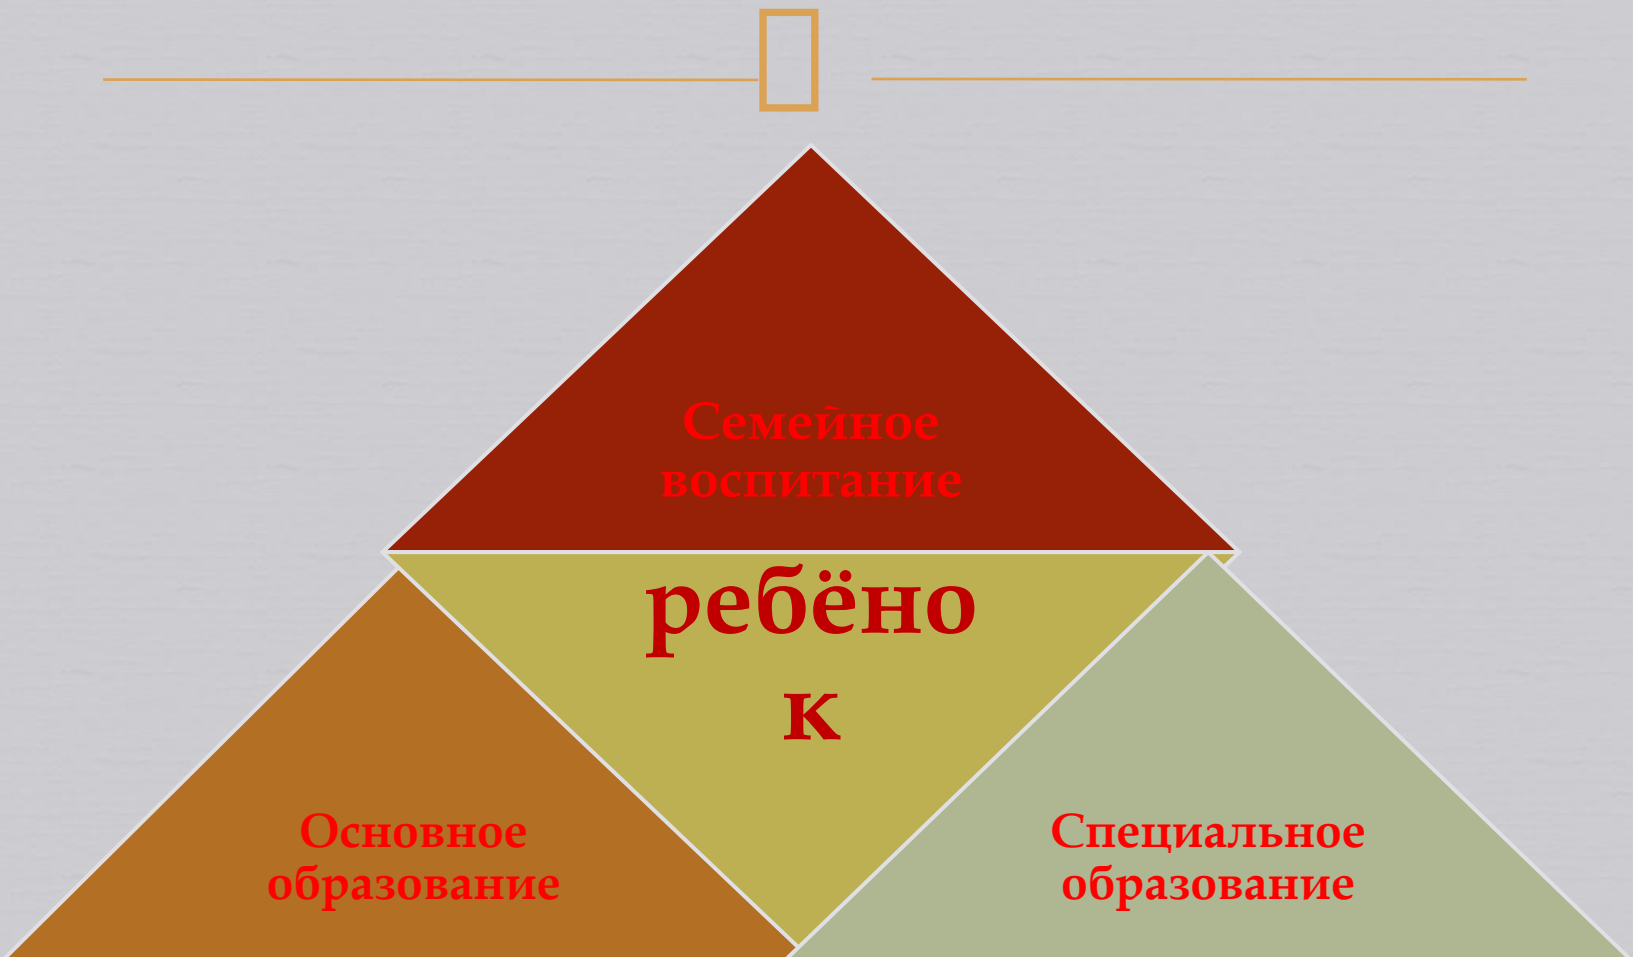 Семейное
воспитание
ребёно
к
Основное
образование
Специальное
образование